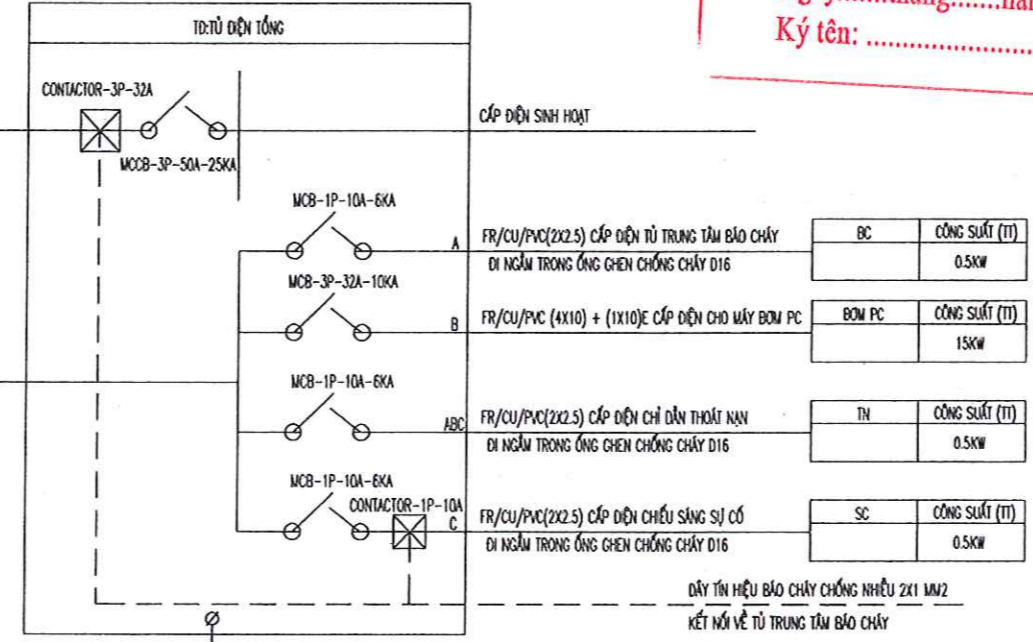 TD:TỦ ĐIỆN TỔNG
Ký tên: ........................
CONTACTOR-3P-32A
MCCB-3P-50A-25KA
CẤP ĐIỆN SINH HOẠT
MCB-1P-10A-6KA
A
FR/CU/PVC(2X2.5) CẤP ĐIỆN TỦ TRUNG TÂM BÁO CHÁY
ĐI NGẦM TRONG ỐNG GHEN CHỐNG CHÁY D16
BC
CÔNG SUẤT (TT)
0.5KW
MCB-3P-32A-10KA
B
FR/CU/PVC (4X10) + (1X10)E CẤP ĐIỆN CHO MÁY BƠM PC
BƠM PC
CÔNG SUẤT (TT)
15KW
MCB-1P-10A-6KA
ABC
FR/CU/PVC(2X2.5) CẤP ĐIỆN CHỈ DẪN THOÁT NẠN
ĐI NGẦM TRONG ỐNG GHEN CHỐNG CHÁY D16
TN
CÔNG SUẤT (TT)
0.5KW
MCB-1P-10A-6KA
CONTACTOR-1P-10A
C
FR/CU/PVC(2X2.5) CẤP ĐIỆN CHIẾU SÁNG SỰ CỐ
ĐI NGẦM TRONG ỐNG GHEN CHỐNG CHÁY D16
SC
CÔNG SUẤT (TT)
0.5KW
DÂY TÍN HIỆU BÁO CHÁY CHỐNG NHIỄU 2X1 MM2
KẾT NỐI VỀ TỦ TRUNG TÂM BÁO CHÁY